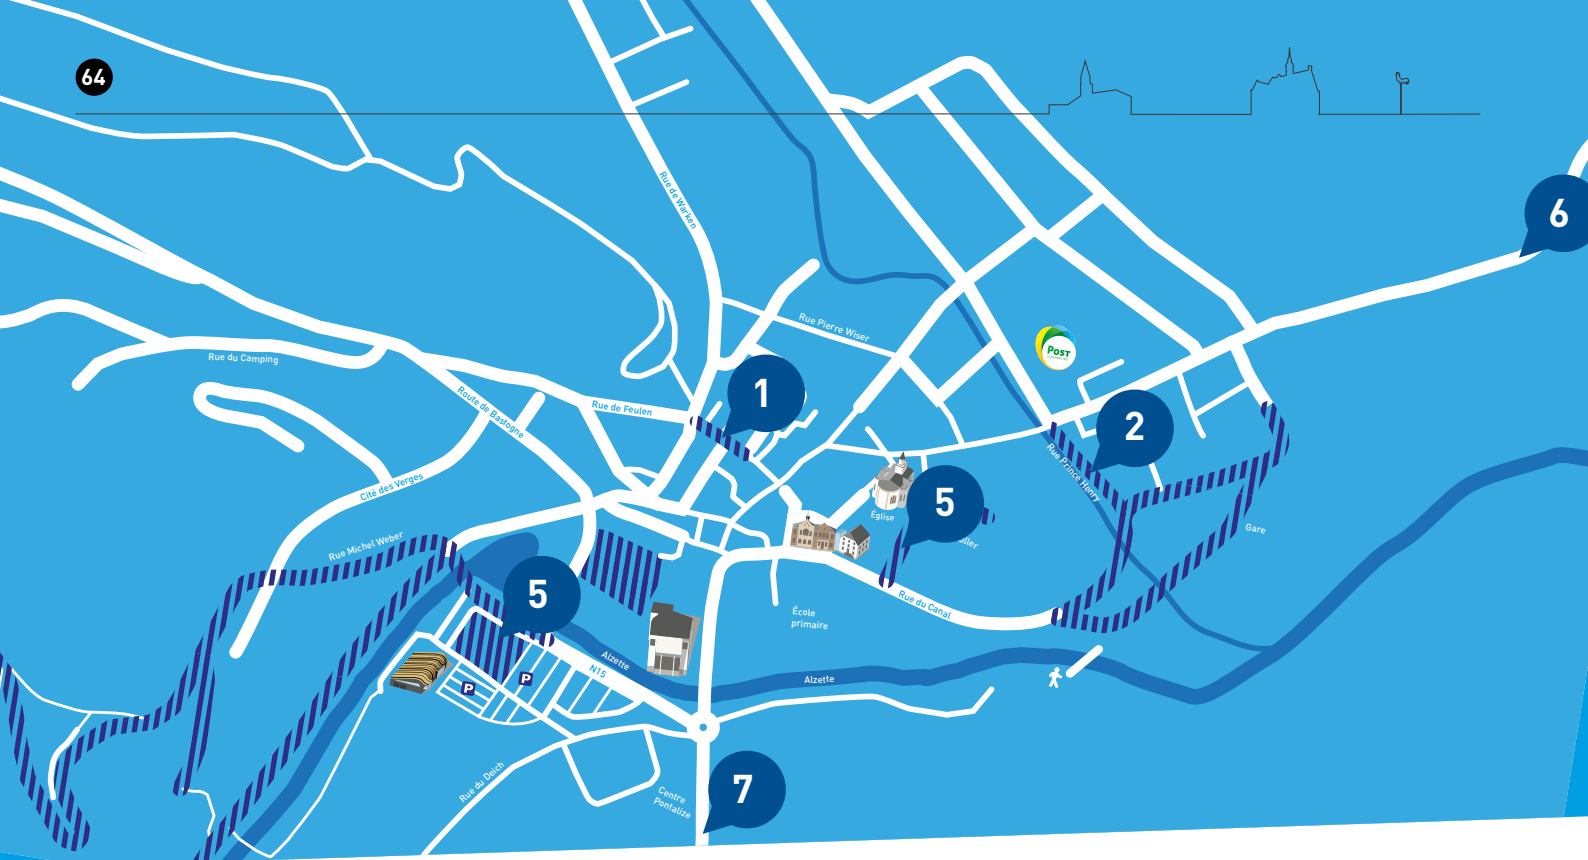 64
6
Rue de Warken
Rue Pierre Wiser
POST
Rue du Camping
1
Rue de Feulen
Route de Bastogne
2
Rue Prince Henry
Cité des Verges
5
Église
Gare
Rue Michel Weber
5
Rue du Canal
École
primaire
Alzette
N15
P
P
Alzette
Rue du Deich
7
Centre
Pontalize